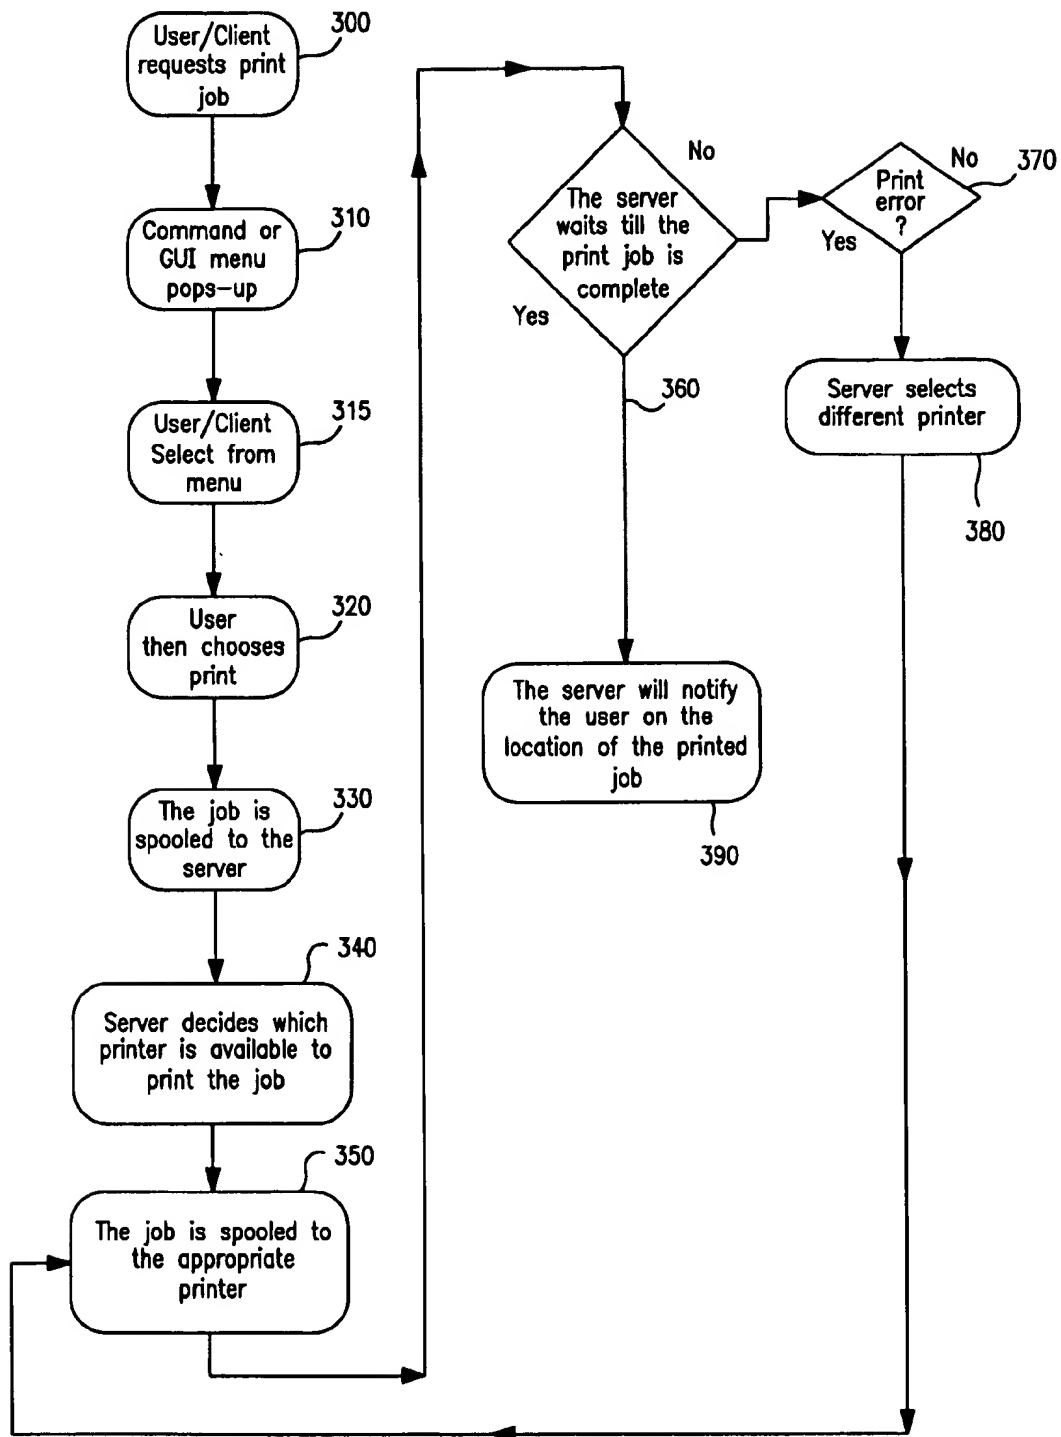 User/Client
requests print
job
300
Command or
GUI menu
pops-up
310
User/Client
Select from
menu
315
User
then chooses
print
320
The job is
spooled to the
server
330
Server decides which
printer is available to
print the job
340
The job is spooled to
the appropriate
printer
350
The server
waits till the
print job is
complete
No
Yes
360
Print
error
?
No
Yes
370
Server selects
different printer
380
The server will notify
the user on the
location of the printed
job
390